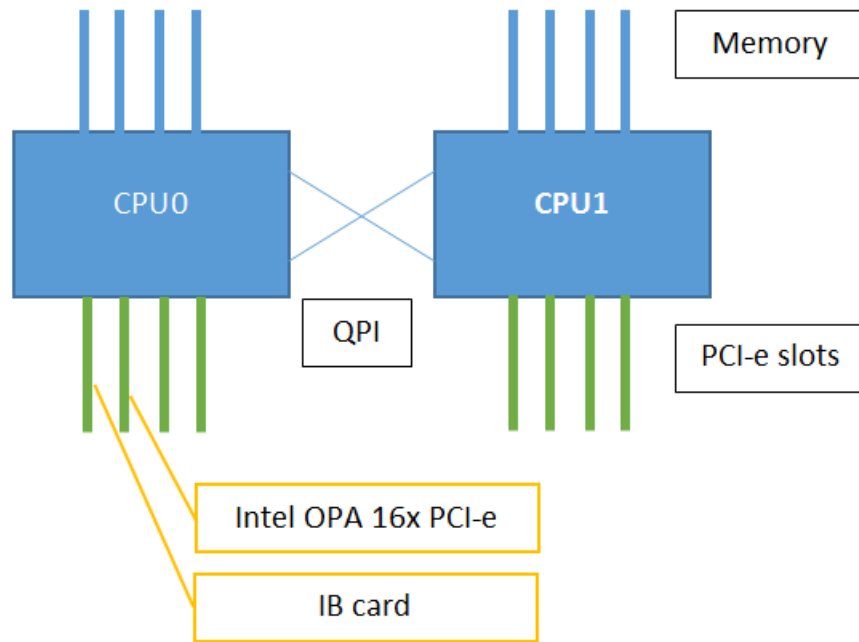 Memory
CPU0
CPU1
QPI
PCI-e slots
Intel OPA 16x PCI-e
IB card